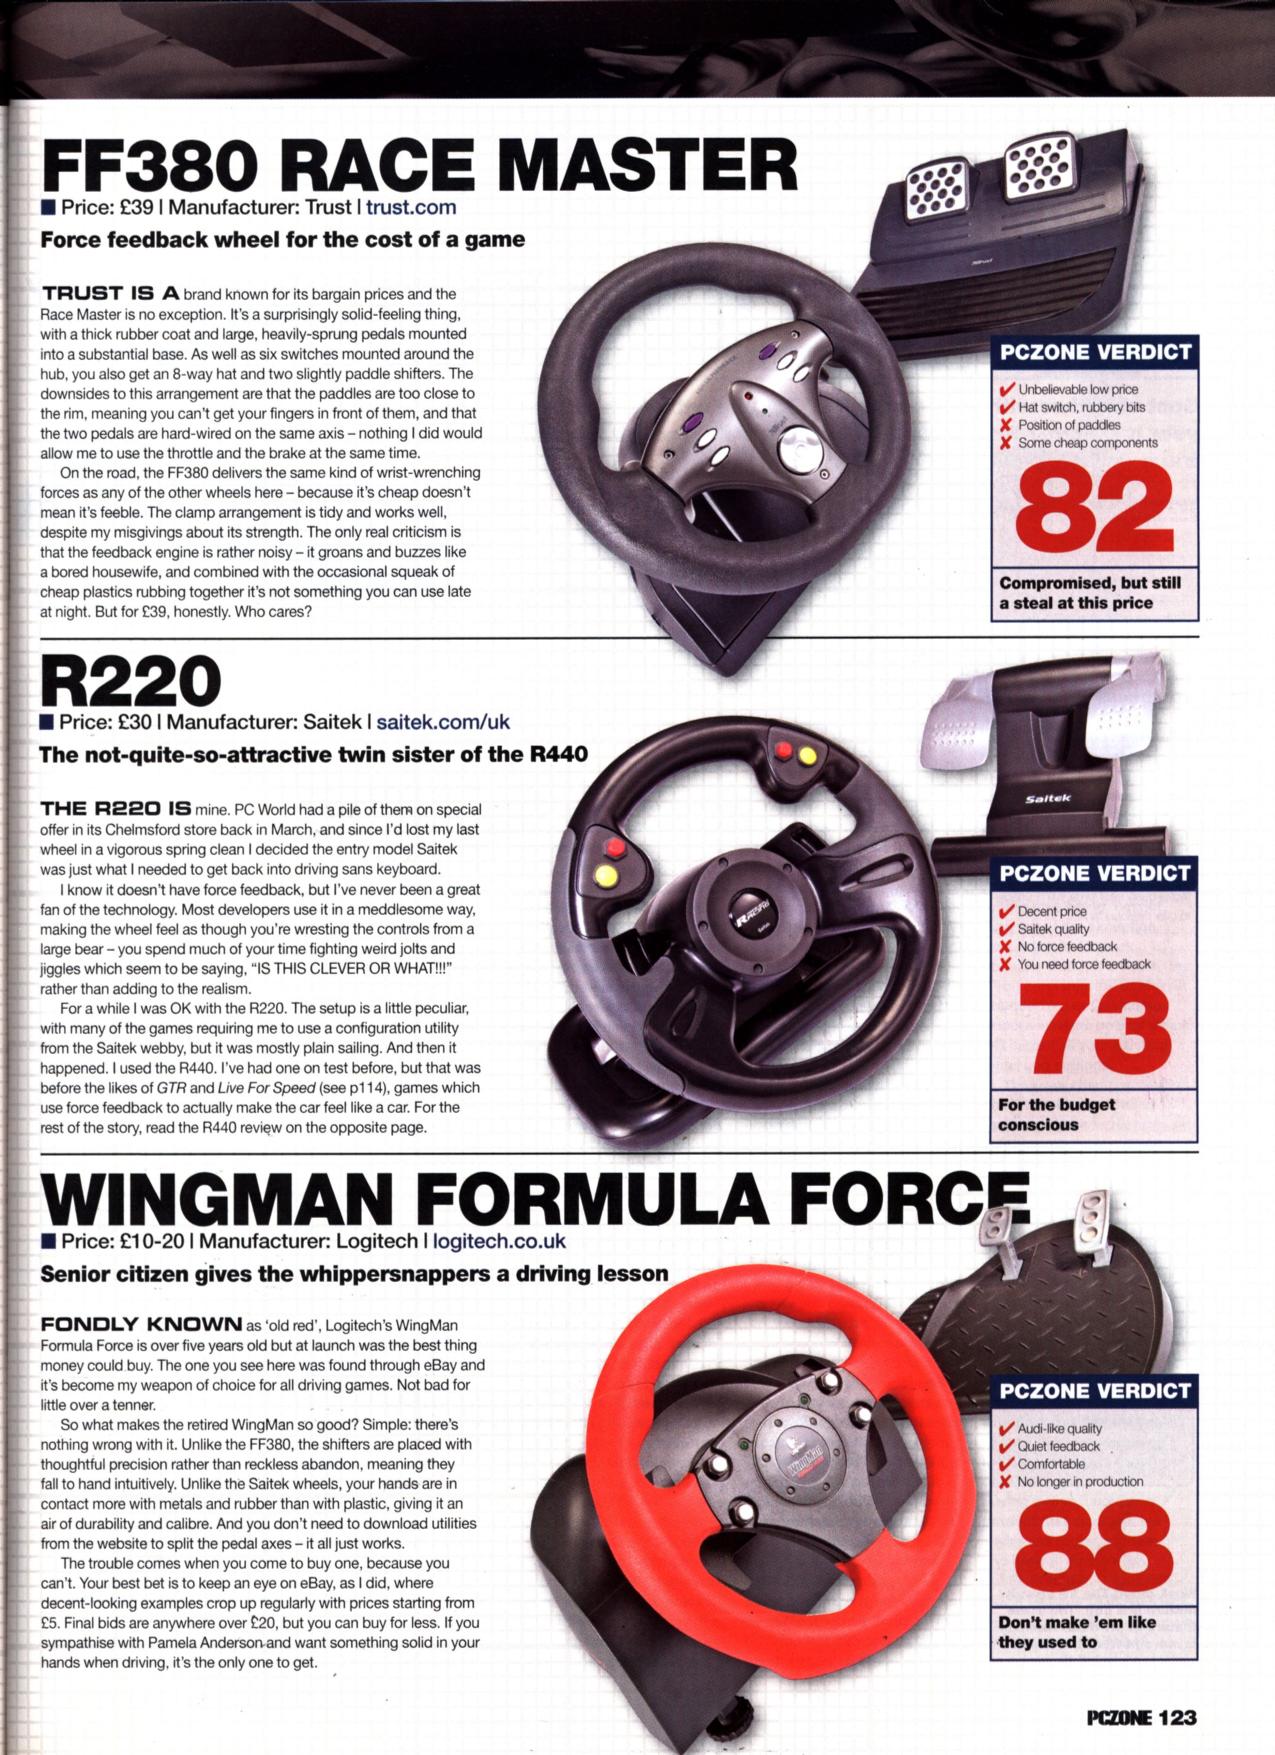 FF380 RACE MASTER
■ Price: £39 | Manufacturer: Trust | trust.com
Force feedback wheel for the cost of a game
TRUST IS A brand known for its bargain prices and the
Race Master is no exception. It's a surprisingly solid-feeling thing,
with a thick rubber coat and large, heavily-sprung pedals mounted
into a substantial base. As well as six switches mounted around the
hub, you also get an 8-way hat and two slightly paddle shifters. The
downsides to this arrangement are that the paddles are too close to
the rim, meaning you can't get your fingers in front of them, and that
the two pedals are hard-wired on the same axis – nothing I did would
allow me to use the throttle and the brake at the same time.
On the road, the FF380 delivers the same kind of wrist-wrenching
forces as any of the other wheels here – because it's cheap doesn't
mean it's feeble. The clamp arrangement is tidy and works well,
despite my misgivings about its strength. The only real criticism is
that the feedback engine is rather noisy – it groans and buzzes like
a bored housewife, and combined with the occasional squeak of
cheap plastics rubbing together it's not something you can use late
at night. But for £39, honestly. Who cares?
Trust
PCZONE VERDICT
✔ Unbelievable low price
✔ Hat switch, rubbery bits
✘ Position of paddles
✘ Some cheap components
82
Compromised, but still
a steal at this price
R220
■ Price: £30 | Manufacturer: Saitek | saitek.com/uk
The not-quite-so-attractive twin sister of the R440
THE R220 IS mine. PC World had a pile of them on special
offer in its Chelmsford store back in March, and since I'd lost my last
wheel in a vigorous spring clean I decided the entry model Saitek
was just what I needed to get back into driving sans keyboard.
I know it doesn't have force feedback, but I've never been a great
fan of the technology. Most developers use it in a meddlesome way,
making the wheel feel as though you're wresting the controls from a
large bear – you spend much of your time fighting weird jolts and
jiggles which seem to be saying, “IS THIS CLEVER OR WHAT!!!”
rather than adding to the realism.
For a while I was OK with the R220. The setup is a little peculiar,
with many of the games requiring me to use a configuration utility
from the Saitek webby, but it was mostly plain sailing. And then it
happened. I used the R440. I've had one on test before, but that was
before the likes of GTR and Live For Speed (see p114), games which
use force feedback to actually make the car feel like a car. For the
rest of the story, read the R440 review on the opposite page.
Saitek
Saitek
PCZONE VERDICT
✔ Decent price
✔ Saitek quality
✘ No force feedback
✘ You need force feedback
73
For the budget
conscious
WINGMAN FORMULA FORCE
■ Price: £10-20 | Manufacturer: Logitech | logitech.co.uk
Senior citizen gives the whippersnappers a driving lesson
FONDLY KNOWN as 'old red', Logitech's WingMan
Formula Force is over five years old but at launch was the best thing
money could buy. The one you see here was found through eBay and
it's become my weapon of choice for all driving games. Not bad for
little over a tenner.
So what makes the retired WingMan so good? Simple: there's
nothing wrong with it. Unlike the FF380, the shifters are placed with
thoughtful precision rather than reckless abandon, meaning they
fall to hand intuitively. Unlike the Saitek wheels, your hands are in
contact more with metals and rubber than with plastic, giving it an
air of durability and calibre. And you don't need to download utilities
from the website to split the pedal axes – it all just works.
The trouble comes when you come to buy one, because you
can't. Your best bet is to keep an eye on eBay, as I did, where
decent-looking examples crop up regularly with prices starting from
£5. Final bids are anywhere over £20, but you can buy for less. If you
sympathise with Pamela Anderson and want something solid in your
hands when driving, it's the only one to get.
WingMan
PCZONE VERDICT
✔ Audi-like quality
✔ Quiet feedback
✔ Comfortable
✘ No longer in production
88
Don't make 'em like
they used to
PCZONE 123